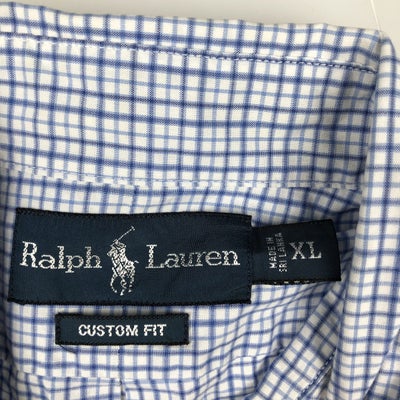 Ralph Lauren
MADE IN
SRI LANKA
XL
CUSTOM FIT